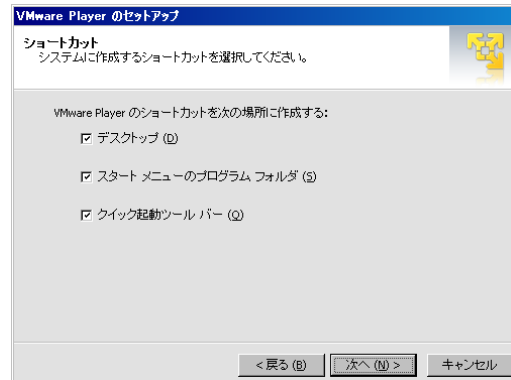 VMware Player のセットアップ
ショートカット
システムに作成するショートカットを選択してください。
VMware Player のショートカットを次の場所に作成する:
デスクトップ (D)
スタート メニューのプログラム フォルダ (S)
クイック起動ツール バー (Q)
< 戻る (B)
次へ (N) >
キャンセル